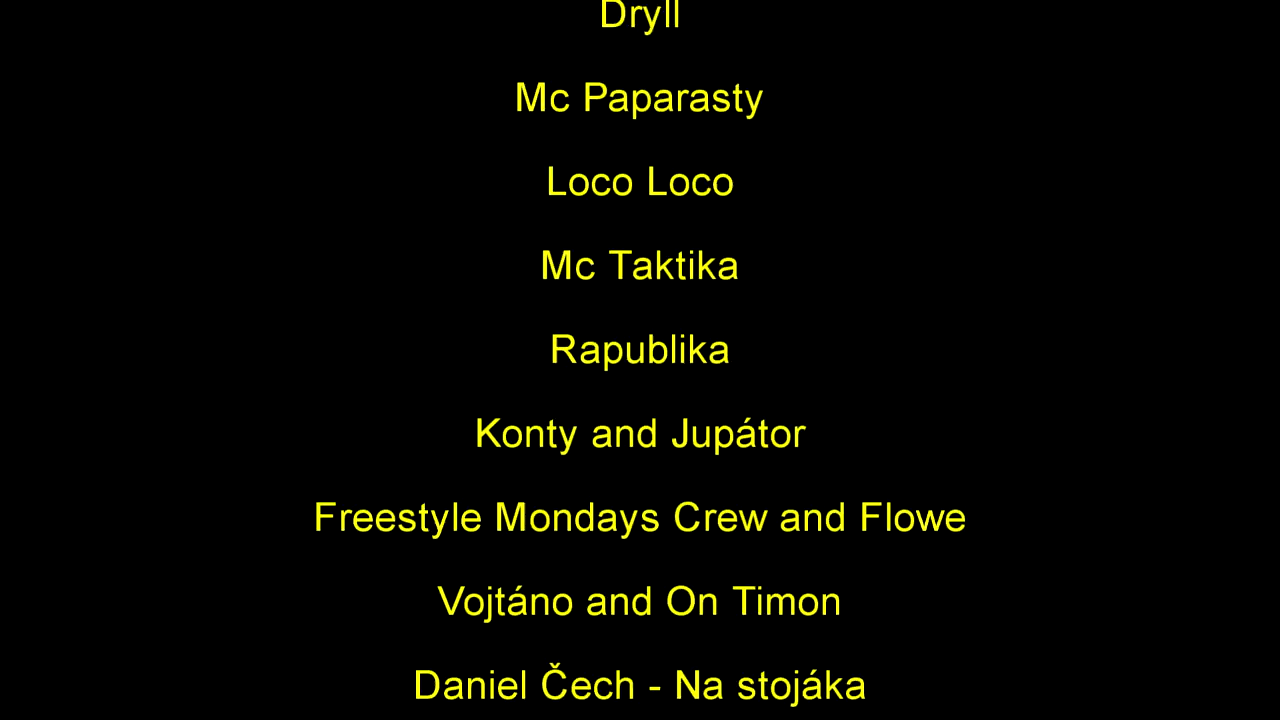 Dryll
Mc Paparasty
Loco Loco
Mc Taktika
Rapublika
Konty and Jupátor
Freestyle Mondays Crew and Flowe
Vojtáno and On Timon
Daniel Čech - Na stojáka